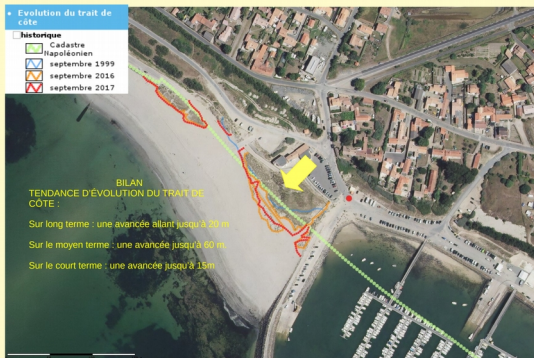 Evolution du trait de
côte
historique
Cadastre
Napoléonien
septembre 1999
septembre 2016
septembre 2017
BILAN
TENDANCE D'ÉVOLUTION DU TRAIT DE
CÔTE :
Sur long terme : une avancée allant jusqu'à 20 m
Sur le moyen terme : une avancée jusqu'à 60 m
Sur le court terme : une avancée jusqu'à 15m